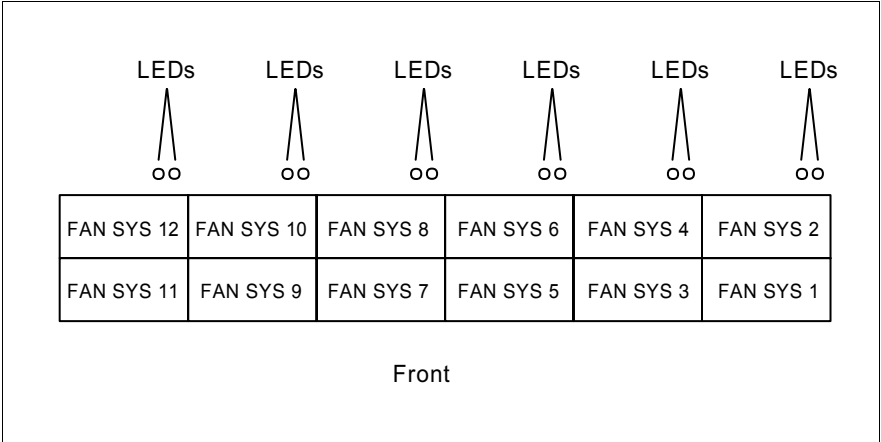 LEDs LEDs LEDs LEDs LEDs LEDs
FAN SYS 12 FAN SYS 10 FAN SYS 8 FAN SYS 6 FAN SYS 4 FAN SYS 2
FAN SYS 11 FAN SYS 9 FAN SYS 7 FAN SYS 5 FAN SYS 3 FAN SYS 1
Front